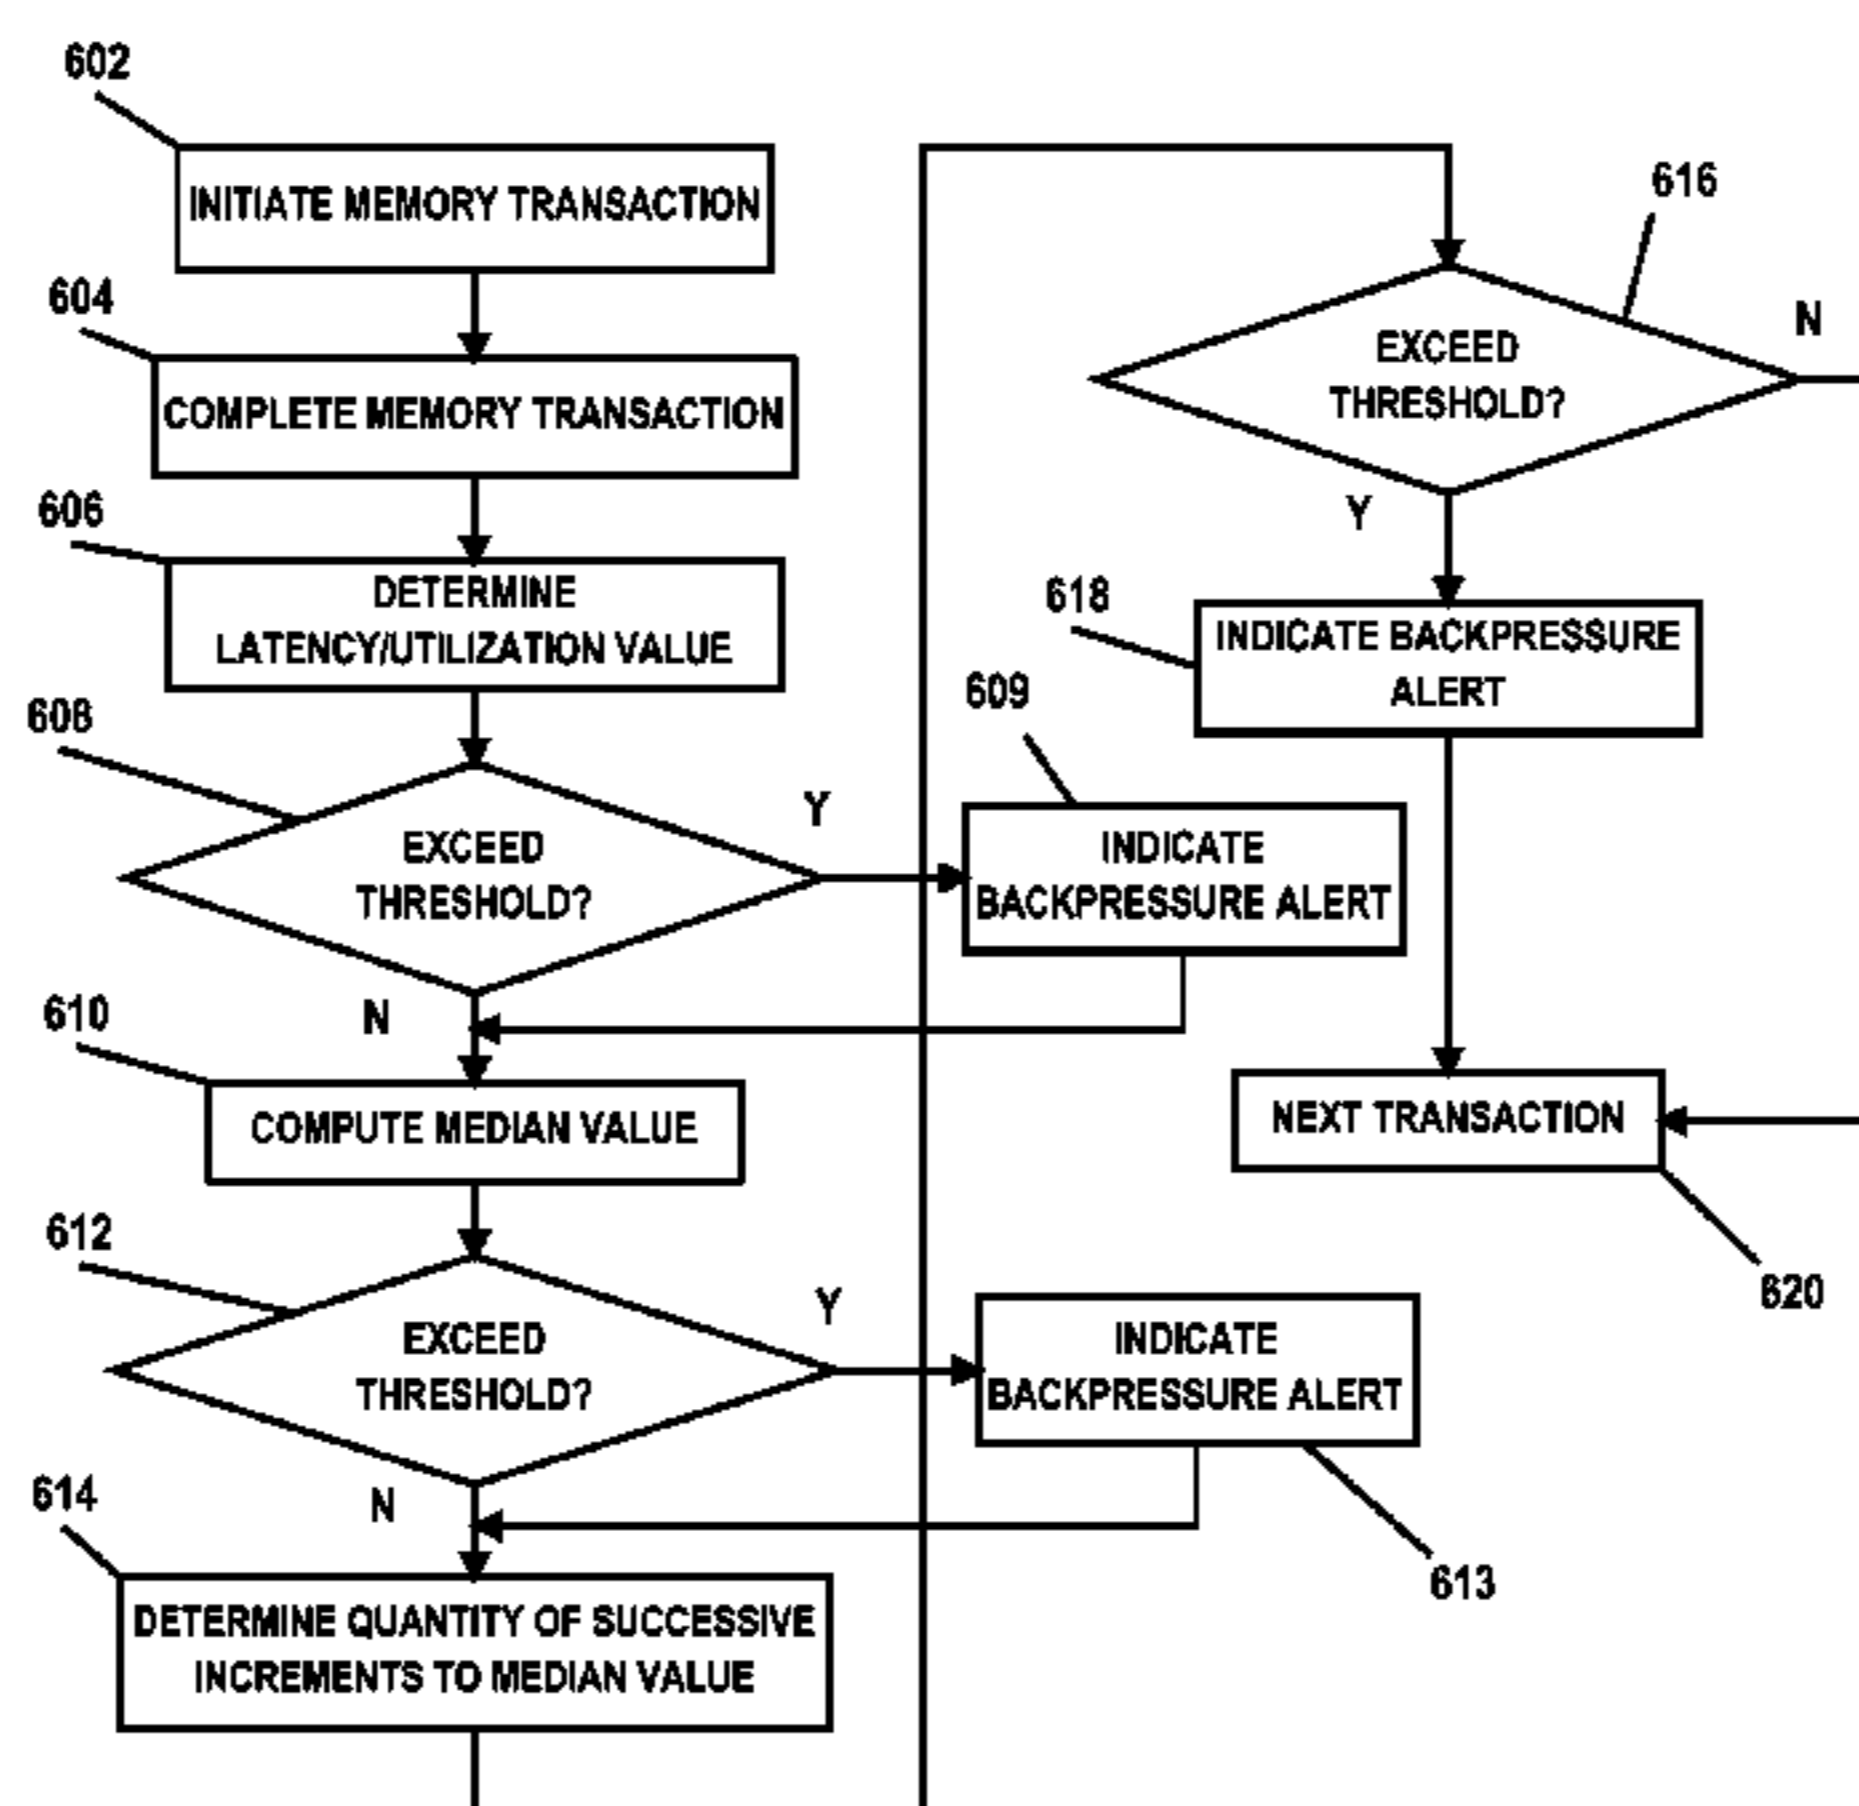 602
INITIATE MEMORY TRANSACTION
604
COMPLETE MEMORY TRANSACTION
606
DETERMINE
LATENCY/UTILIZATION VALUE
608
EXCEED
THRESHOLD?
Y
N
609
INDICATE
BACKPRESSURE ALERT
610
COMPUTE MEDIAN VALUE
612
EXCEED
THRESHOLD?
Y
N
INDICATE
BACKPRESSURE ALERT
613
614
DETERMINE QUANTITY OF SUCCESSIVE
INCREMENTS TO MEDIAN VALUE
616
EXCEED
THRESHOLD?
N
Y
618
INDICATE BACKPRESSURE
ALERT
NEXT TRANSACTION
620